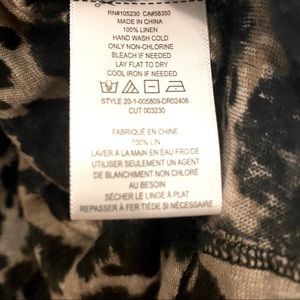 RN#105230 CA#56350
MADE IN CHINA
100% LINEN
HAND WASH COLD
ONLY NON-CHLORINE
BLEACH IF NEEDED
LAY FLAT TO DRY
COOL IRON IF NEEDED
STYLE 20-1-005809-DR02406
CUT 003230
FABRIQUÉ EN CHINE
100% LIN
LAVER À LA MAIN EN EAU FROIDE
UTILISER SEULEMENT UN AGENT
DE BLANCHIMENT NON CHLORÉ
AU BESOIN
SÉCHER LE LINGE À PLAT
REPASSER À FER TIÈDE SI NÉCESSAIRE